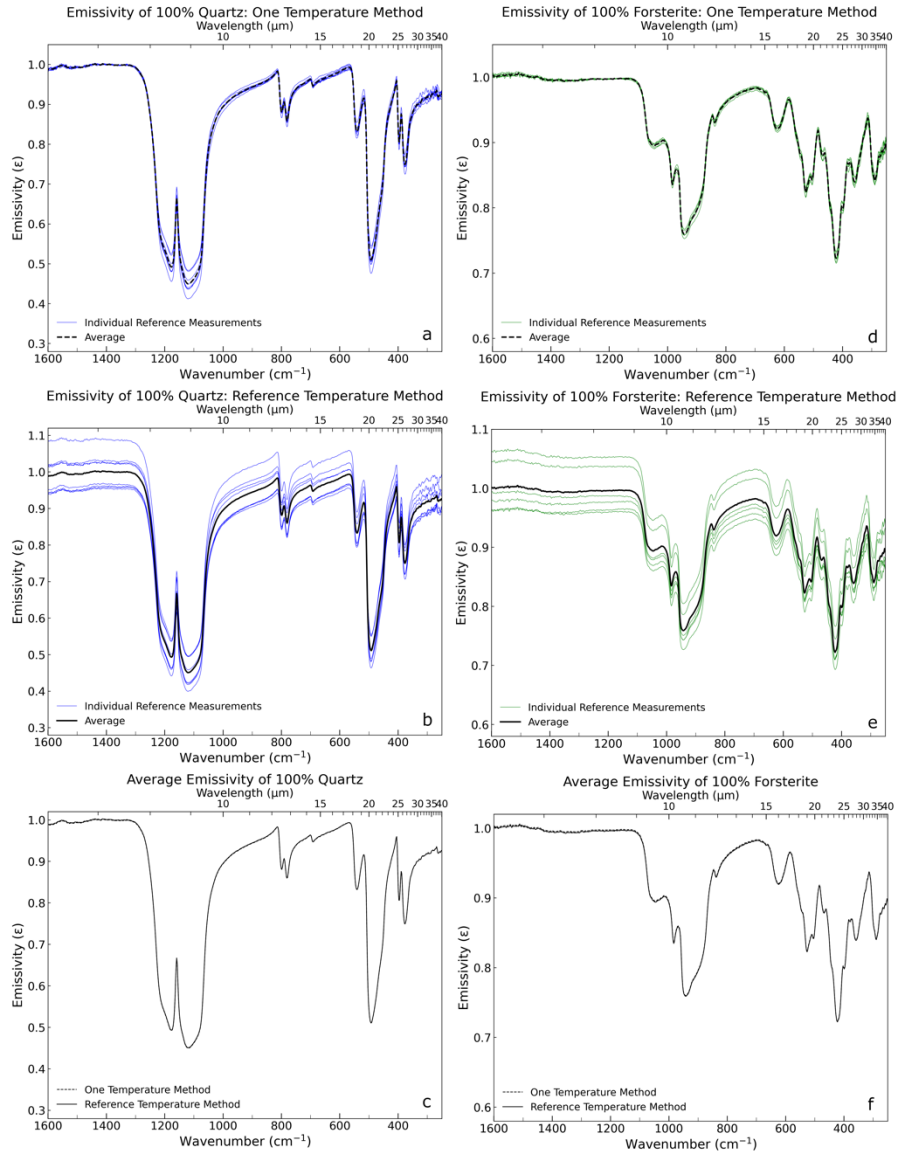 Emissivity of 100% Quartz: One Temperature Method
Wavelength (μm)
10 15 20 25 30 35 40
1.0
0.9
0.8
0.7
0.6
0.5
0.4
0.3
Emissivity (ε)
Individual Reference Measurements
Average
a
1600 1400 1200 1000 800 600 400
Wavenumber (cm⁻¹)
Emissivity of 100% Forsterite: One Temperature Method
Wavelength (μm)
10 15 20 25 30 35 40
1.0
0.9
0.8
0.7
0.6
Emissivity (ε)
Individual Reference Measurements
Average
d
1600 1400 1200 1000 800 600 400
Wavenumber (cm⁻¹)
Emissivity of 100% Quartz: Reference Temperature Method
Wavelength (μm)
10 15 20 25 30 35 40
1.1
1.0
0.9
0.8
0.7
0.6
0.5
0.4
0.3
Emissivity (ε)
Individual Reference Measurements
Average
b
1600 1400 1200 1000 800 600 400
Wavenumber (cm⁻¹)
Emissivity of 100% Forsterite: Reference Temperature Method
Wavelength (μm)
10 15 20 25 30 35 40
1.1
1.0
0.9
0.8
0.7
0.6
Emissivity (ε)
Individual Reference Measurements
Average
e
1600 1400 1200 1000 800 600 400
Wavenumber (cm⁻¹)
Average Emissivity of 100% Quartz
Wavelength (μm)
10 15 20 25 30 35 40
1.0
0.9
0.8
0.7
0.6
0.5
0.4
0.3
Emissivity (ε)
One Temperature Method
Reference Temperature Method
c
1600 1400 1200 1000 800 600 400
Wavenumber (cm⁻¹)
Average Emissivity of 100% Forsterite
Wavelength (μm)
10 15 20 25 30 35 40
1.0
0.9
0.8
0.7
0.6
Emissivity (ε)
One Temperature Method
Reference Temperature Method
f
1600 1400 1200 1000 800 600 400
Wavenumber (cm⁻¹)